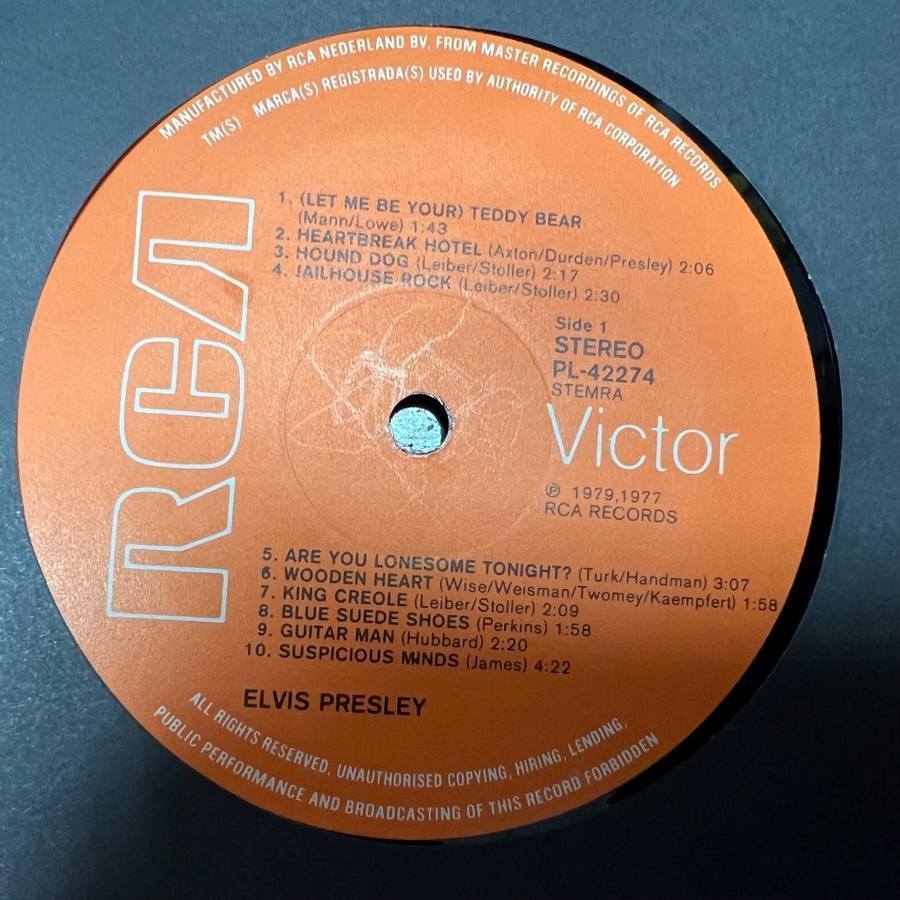 MANUFACTURED BY RCA NEDERLAND BV. FROM MASTER RECORDINGS OF RCA RECORDS
TM(S) MARCA(S) REGISTRADA(S) USED BY AUTHORITY OF RCA CORPORATION
RCA
1. (LET ME BE YOUR) TEDDY BEAR
(Mann/Lowe) 1:43
2. HEARTBREAK HOTEL (Axton/Durden/Presley) 2:06
3. HOUND DOG (Leiber/Stoller) 2:17
4. JAILHOUSE ROCK (Leiber/Stoller) 2:30
Side 1
STEREO
PL-42274
STEMRA
Victor
℗ 1979,1977
RCA RECORDS
5. ARE YOU LONESOME TONIGHT? (Turk/Handman) 3:07
6. WOODEN HEART (Wise/Weisman/Twomey/Kaempfert) 1:58
7. KING CREOLE (Leiber/Stoller) 2:09
8. BLUE SUEDE SHOES (Perkins) 1:58
9. GUITAR MAN (Hubbard) 2:20
10. SUSPICIOUS MINDS (James) 4:22
ELVIS PRESLEY
ALL RIGHTS RESERVED. UNAUTHORISED COPYING, HIRING, LENDING,
PUBLIC PERFORMANCE AND BROADCASTING OF THIS RECORD FORBIDDEN